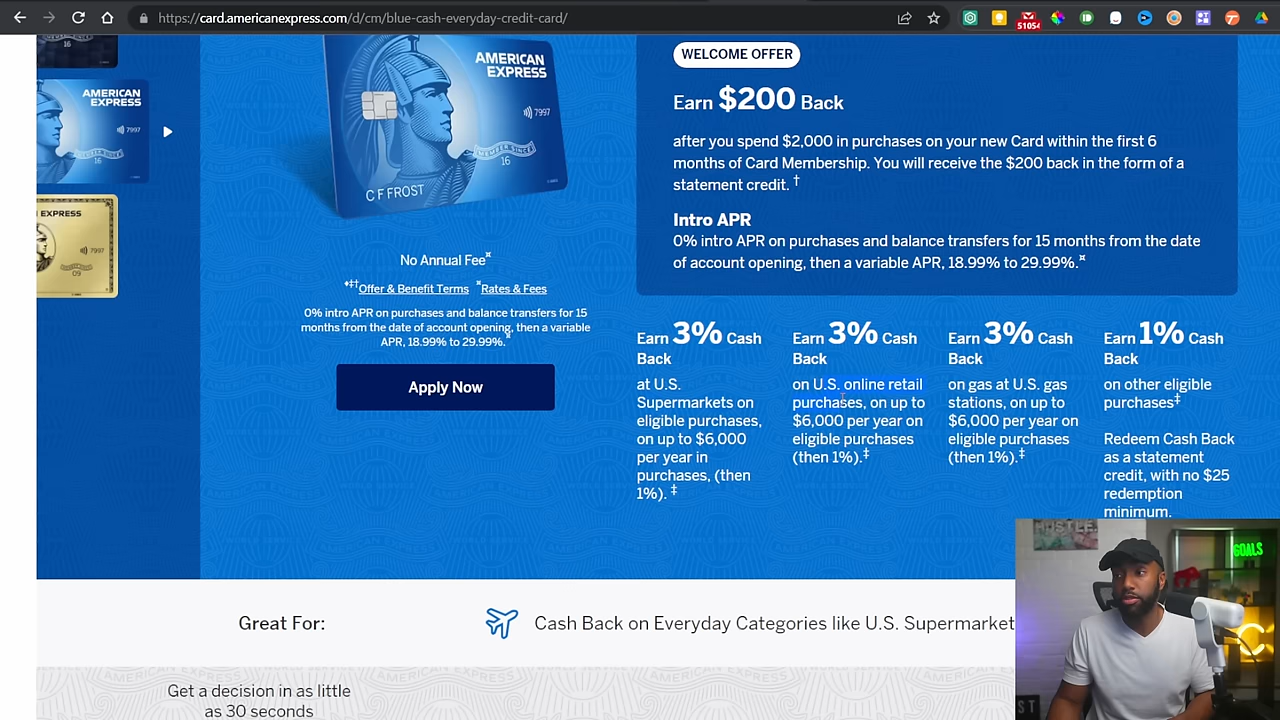 https://card.americanexpress.com/d/cm/blue-cash-everyday-credit-card/
51054
16
AMERICAN
EXPRESS
7997
16
EXPRESS
7997
09
AMERICAN
EXPRESS
7997
MEMBER SINCE
16
C F FROST
No Annual Fee¤
*‡†Offer & Benefit Terms ¤Rates & Fees
0% intro APR on purchases and balance transfers for 15
months from the date of account opening, then a variable
APR, 18.99% to 29.99%.¤
Apply Now
WELCOME OFFER
Earn $200 Back
after you spend $2,000 in purchases on your new Card within the first 6
months of Card Membership. You will receive the $200 back in the form of a
statement credit. †
Intro APR
0% intro APR on purchases and balance transfers for 15 months from the date
of account opening, then a variable APR, 18.99% to 29.99%.¤
Earn 3% Cash
Back
at U.S.
Supermarkets on
eligible purchases,
on up to $6,000
per year in
purchases, (then
1%). ‡
Earn 3% Cash
Back
on U.S. online retail
purchases, on up to
$6,000 per year on
eligible purchases
(then 1%).‡
Earn 3% Cash
Back
on gas at U.S. gas
stations, on up to
$6,000 per year on
eligible purchases
(then 1%).‡
Earn 1% Cash
Back
on other eligible
purchases‡
Redeem Cash Back
as a statement
credit, with no $25
redemption
minimum.
Great For:
Cash Back on Everyday Categories like U.S. Supermarket
Get a decision in as little
as 30 seconds
HUSTLE
GOALS